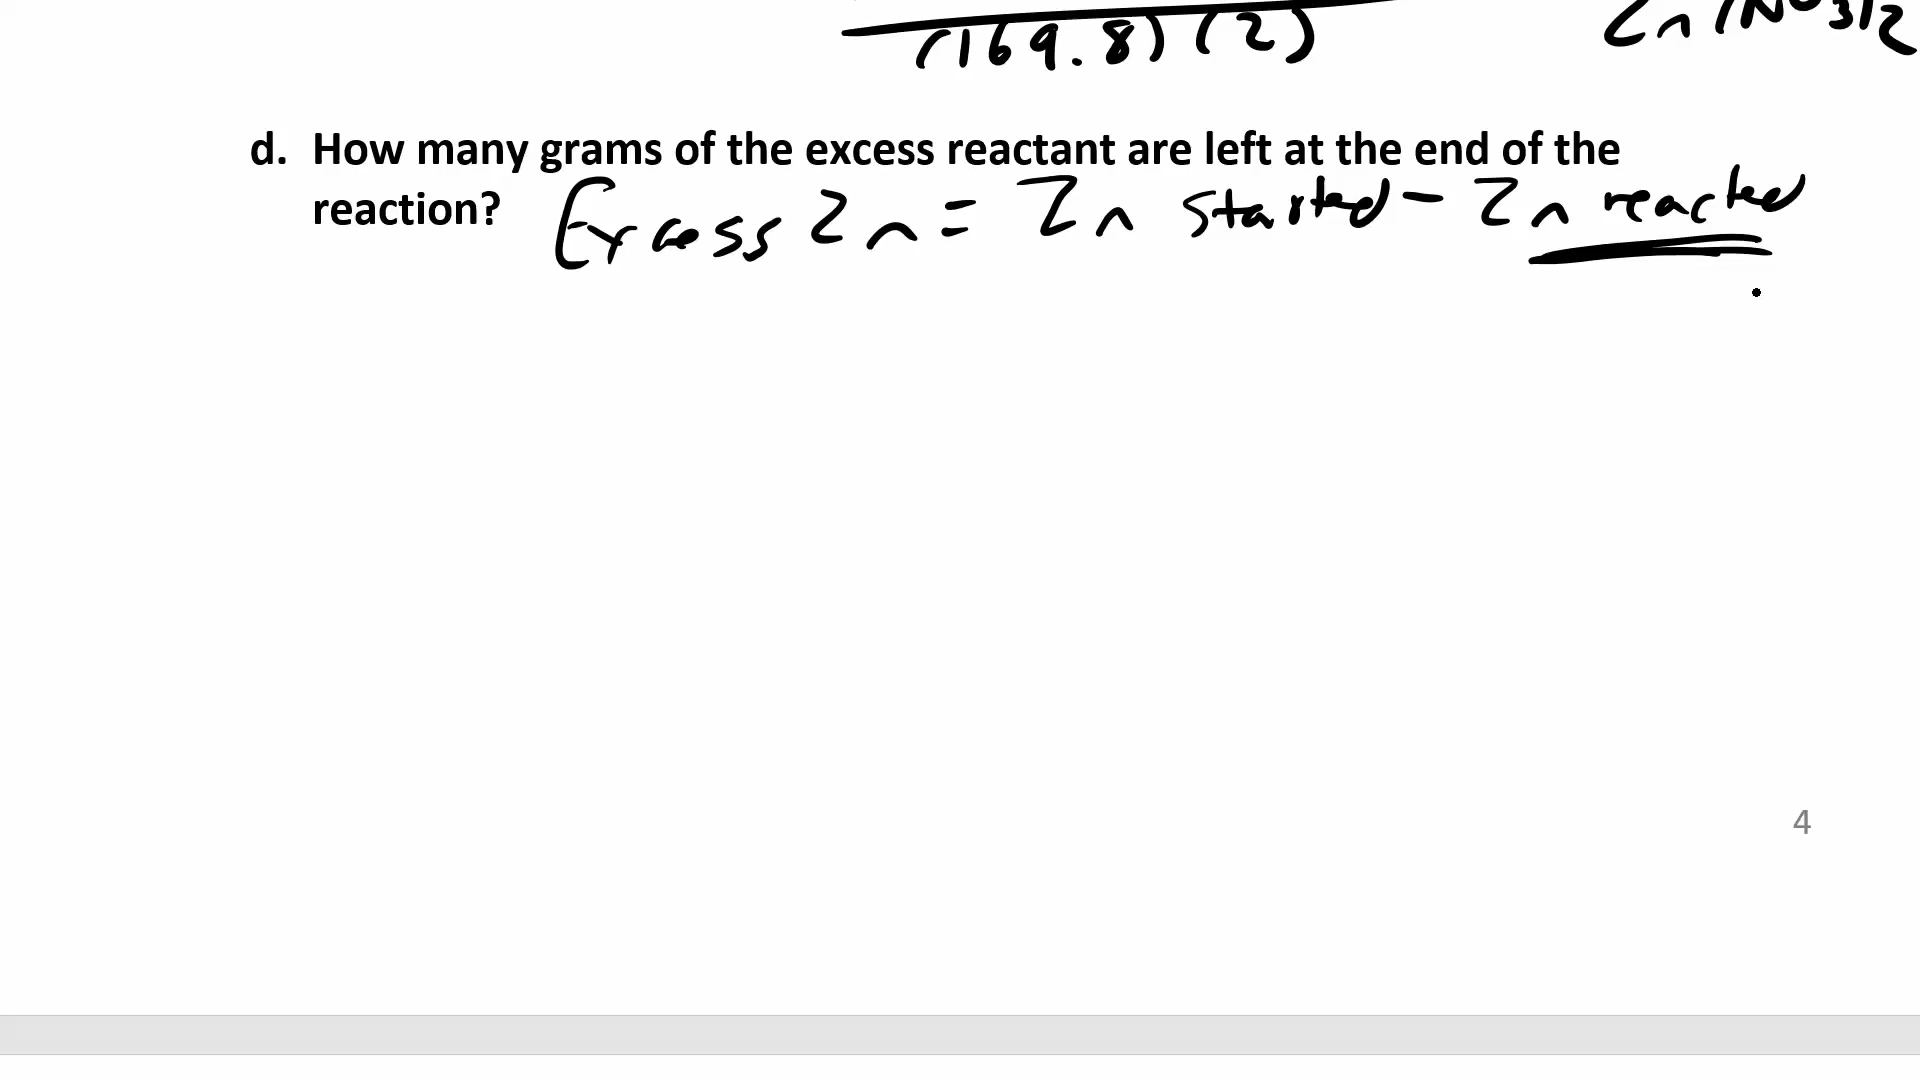 (169.8)(2) Zn(NO3)2
d. How many grams of the excess reactant are left at the end of the
reaction? Excess Zn = Zn started - Zn reacted
4